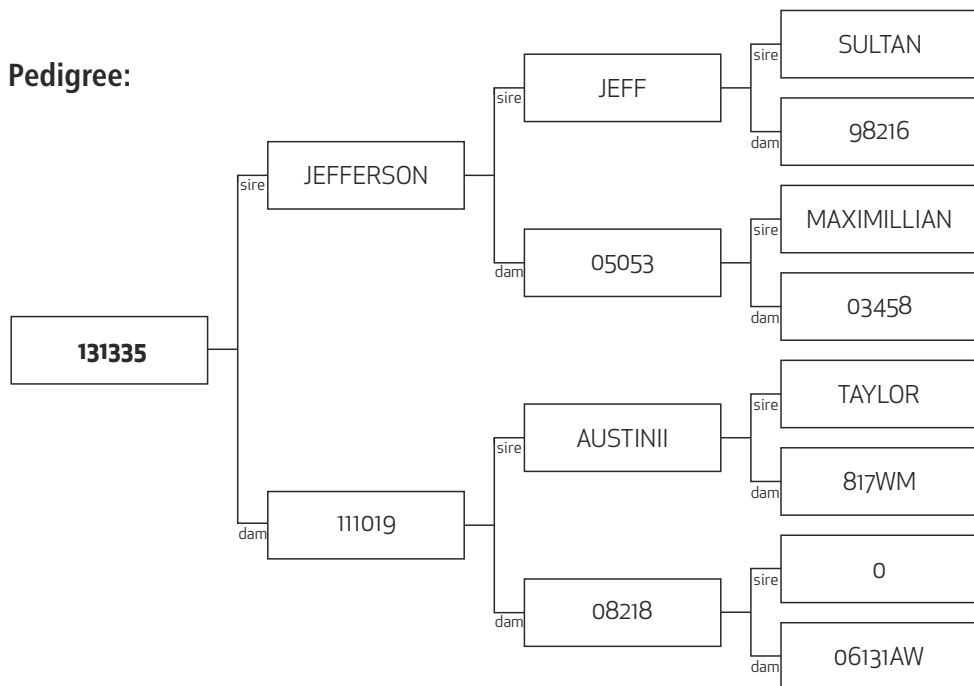 Pedigree:
131335
sire
JEFFERSON
dam
111019
sire
JEFF
dam
05053
sire
AUSTINII
dam
08218
sire
SULTAN
dam
98216
sire
MAXIMILLIAN
dam
03458
sire
TAYLOR
dam
817WM
sire
0
dam
06131AW